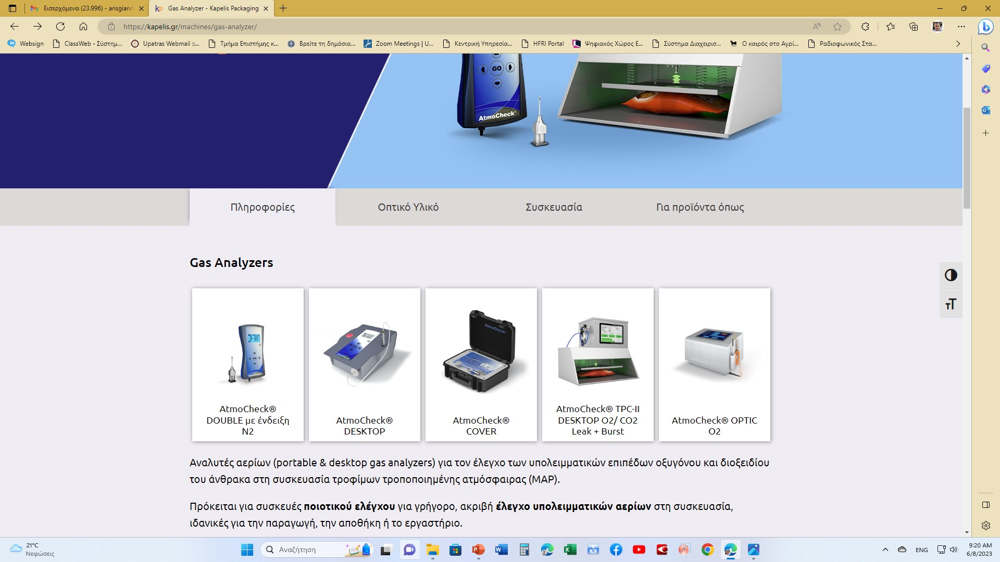 Εισερχόμενα (23.996) - arisgiann
Gas Analyzer - Kapelis Packaging
https://kapelis.gr/machines/gas-analyzer/
Websign
ClassWeb - Σύστημ...
Upatras Webmail ::...
Τμήμα Επιστήμης κ...
Βρείτε τη δημόσια...
Zoom Meetings | U...
Κεντρική Υπηρεσία...
HFRI Portal
Ψηφιακός Χώρος Ε...
Σύστημα Διαχειρισ...
Ο καιρός στο Αγρί...
Ραδιοφωνικός Στα...
GO
AtmoCheck®
Πληροφορίες
Οπτικό Υλικό
Συσκευασία
Για προϊόντα όπως
Gas Analyzers
AtmoCheck®
DOUBLE με ένδειξη
N2
AtmoCheck®
DESKTOP
AtmoCheck®
COVER
AtmoCheck® TPC-II
DESKTOP O2/ CO2
Leak + Burst
AtmoCheck® OPTIC
O2
Αναλυτές αερίων (portable & desktop gas analyzers) για τον έλεγχο των υπολειμματικών επιπέδων οξυγόνου και διοξειδίου
του άνθρακα στη συσκευασία τροφίμων τροποποιημένης ατμόσφαιρας (MAP).
Πρόκειται για συσκευές ποιοτικού ελέγχου για γρήγορο, ακριβή έλεγχο υπολειμματικών αερίων στη συσκευασία,
ιδανικές για την παραγωγή, την αποθήκη ή το εργαστήριο.
21°C
Νεφώσεις
Αναζήτηση
ENG
9:20 AM
6/8/2023